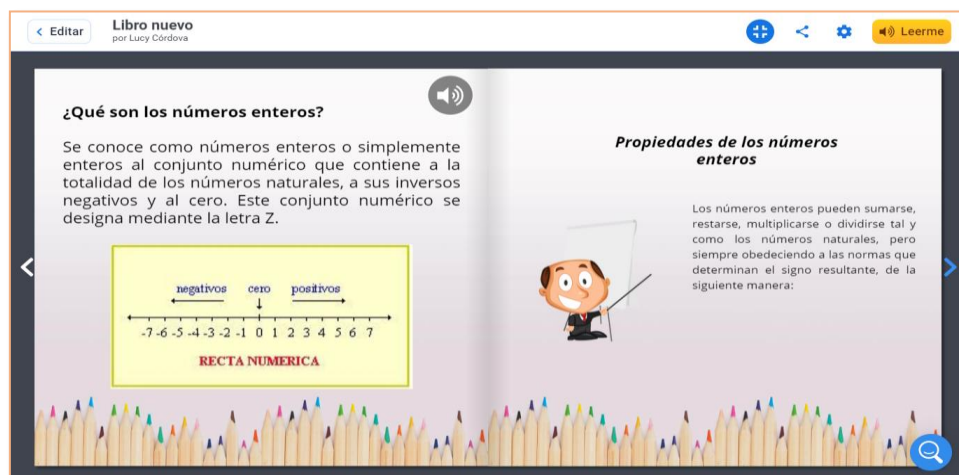 Editar
Libro nuevo
por Lucy Córdova
Leerme
¿Qué son los números enteros?
Se conoce como números enteros o simplemente
enteros al conjunto numérico que contiene a la
totalidad de los números naturales, a sus inversos
negativos y al cero. Este conjunto numérico se
designa mediante la letra Z.
negativos cero positivos
-7 -6 -5 -4 -3 -2 -1 0 1 2 3 4 5 6 7
RECTA NUMERICA
Propiedades de los números
enteros
Los números enteros pueden sumarse,
restarse, multiplicarse o dividirse tal y
como los números naturales, pero
siempre obedeciendo a las normas que
determinan el signo resultante, de la
siguiente manera: